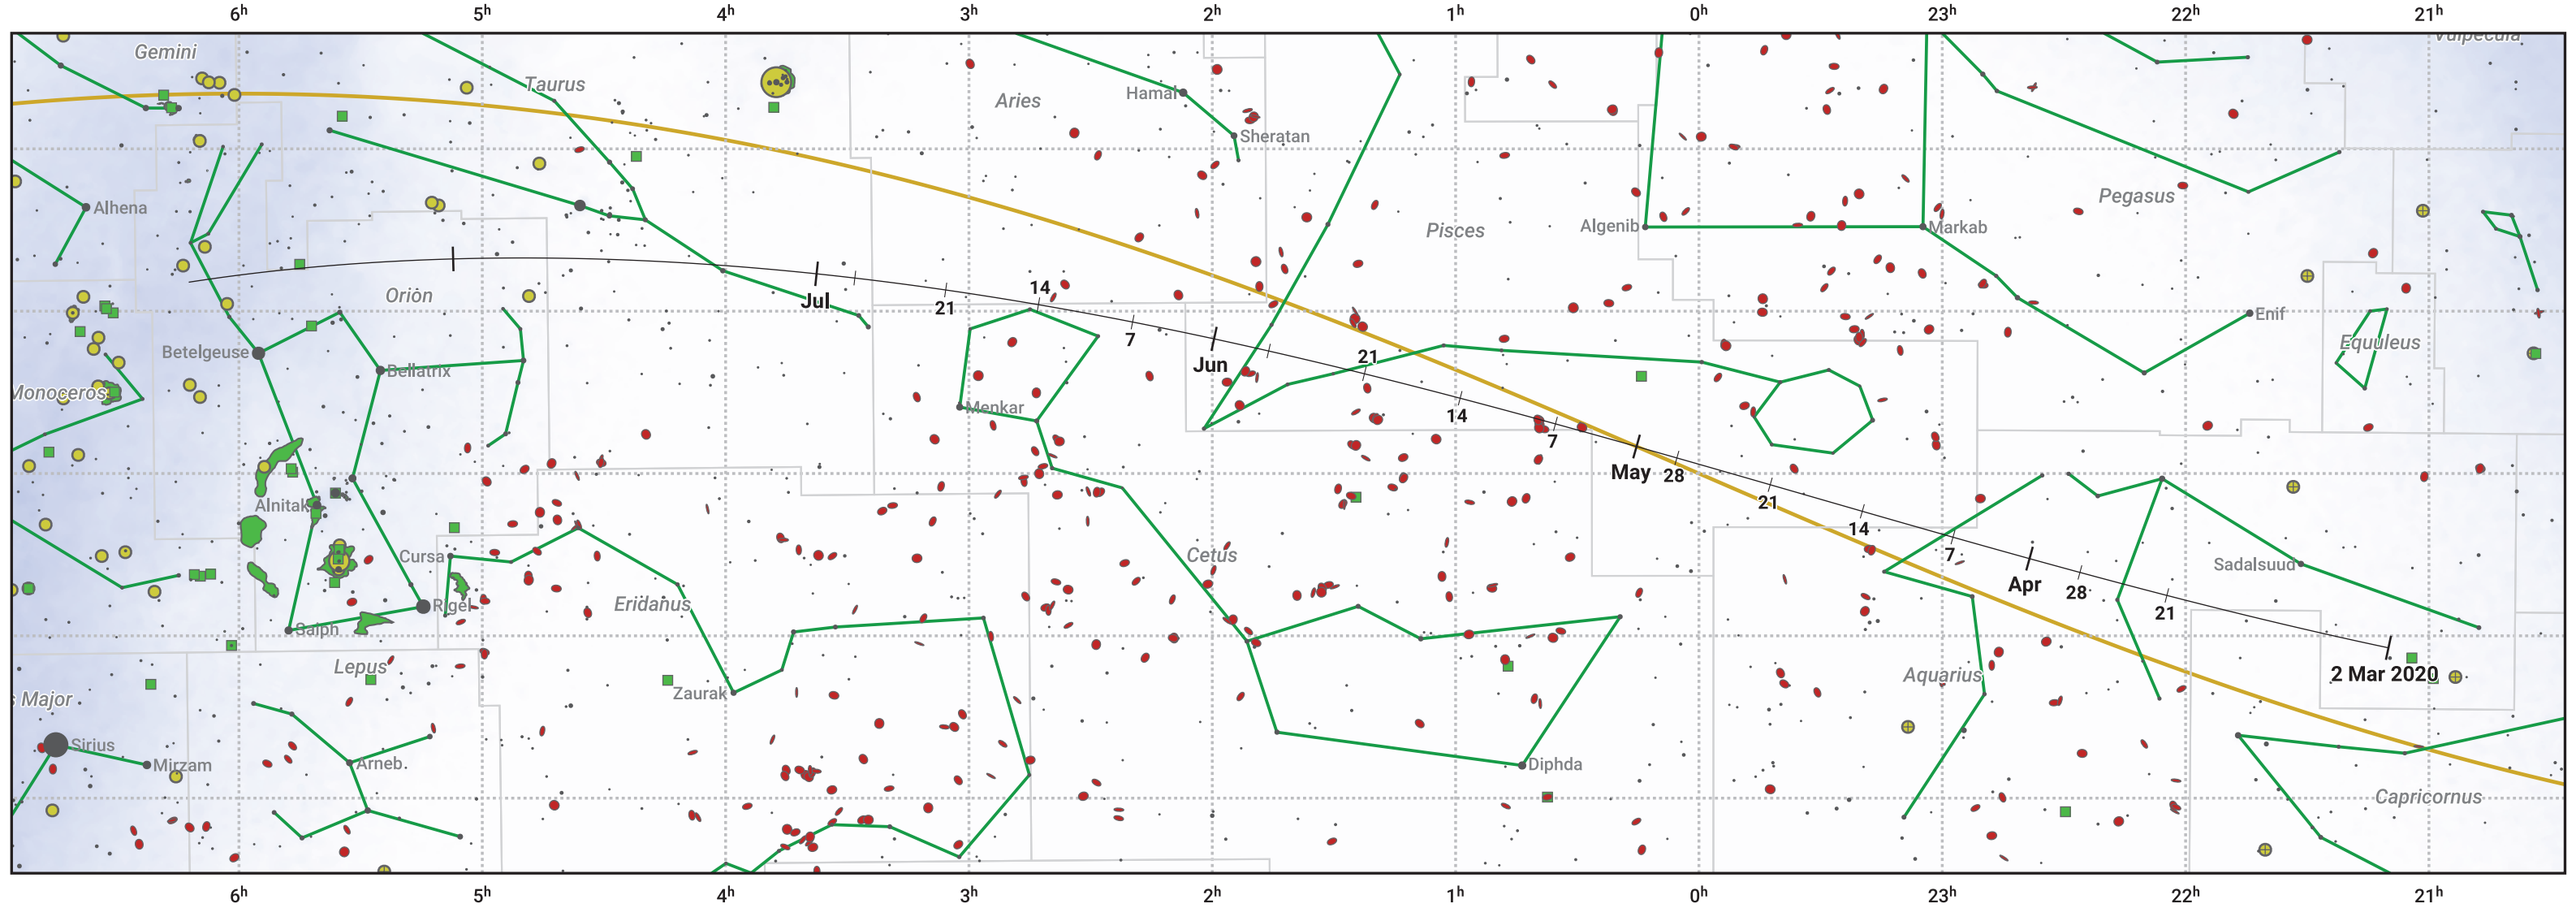 6h 5h 4h 3h 2h 1h 0h 23h 22h 21h
Gemini
Taurus
Aries
Hamal
Sheratan
Vulpecula
Alhena
Pisces
Algenib
Markab
Pegasus
Orion
Jul
21
14
7
Jun
21
14
7
May
28
21
14
7
Apr
28
21
2 Mar 2020
Enif
Equuleus
Betelgeuse
Bellatrix
Monoceros
Menkar
Alnitak
Cursa
Rigel
Saiph
Eridanus
Cetus
Sadalsuud
Lepus
Zaurak
Aquarius
s Major
Sirius
Mirzam
Arneb
Diphda
Capricornus
6h 5h 4h 3h 2h 1h 0h 23h 22h 21h